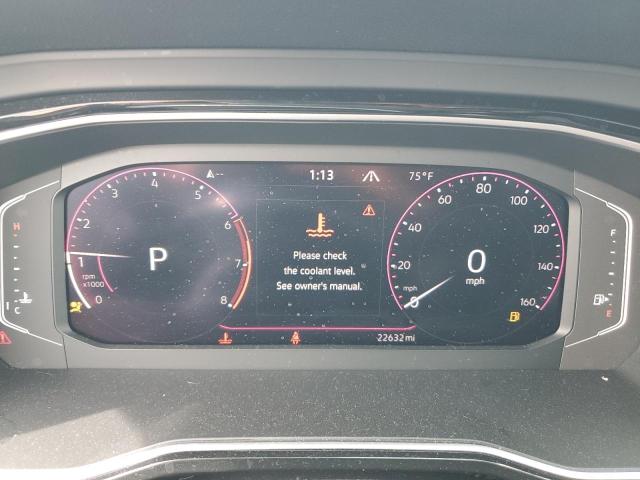 A--
1:13
75°F
Please check
the coolant level.
See owner's manual.
0
1
2
3
4
5
6
7
8
rpm
x1000
P
0
20
40
60
80
100
120
140
160
mph
0
mph
22632 mi
H
C
F
E